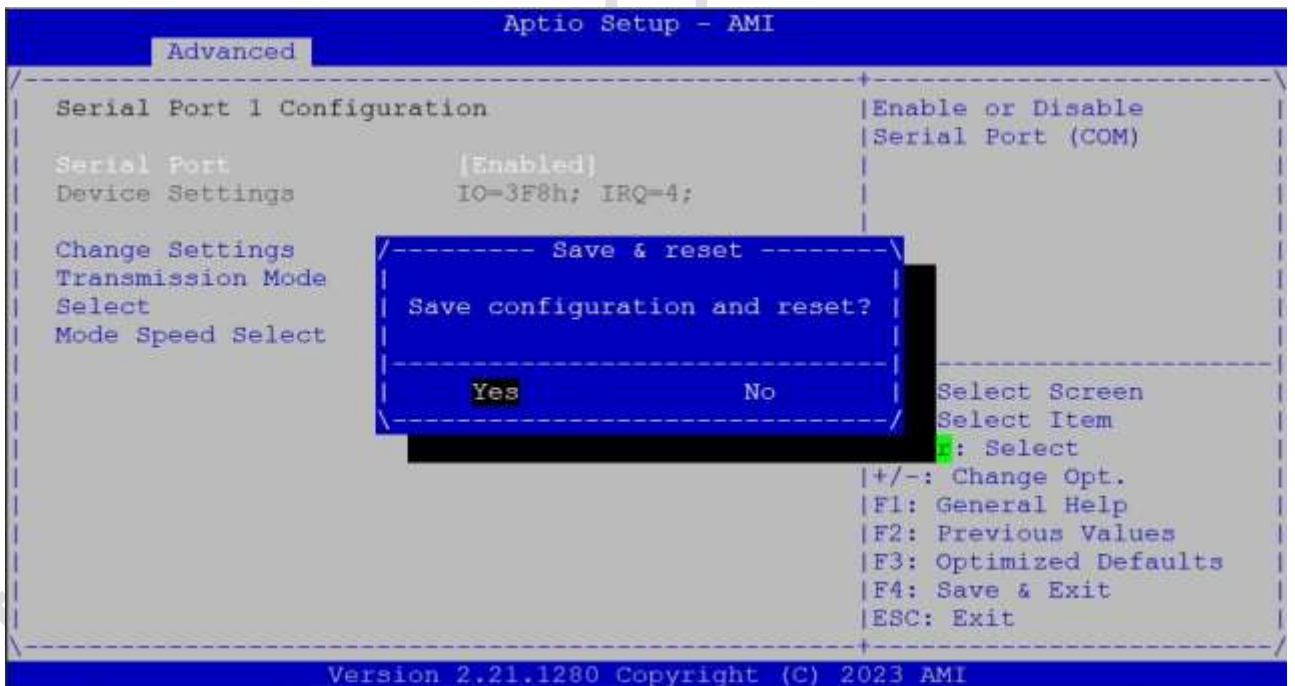 Aptio Setup - AMI
Advanced
Serial Port 1 Configuration
Serial Port [Enabled]
Device Settings IO=3F8h; IRQ=4;
Change Settings
Transmission Mode
Select
Mode Speed Select
Enable or Disable
Serial Port (COM)
Save & reset
Save configuration and reset?
Yes No
Select Screen
Select Item
r: Select
+/-: Change Opt.
F1: General Help
F2: Previous Values
F3: Optimized Defaults
F4: Save & Exit
ESC: Exit
Version 2.21.1280 Copyright (C) 2023 AMI